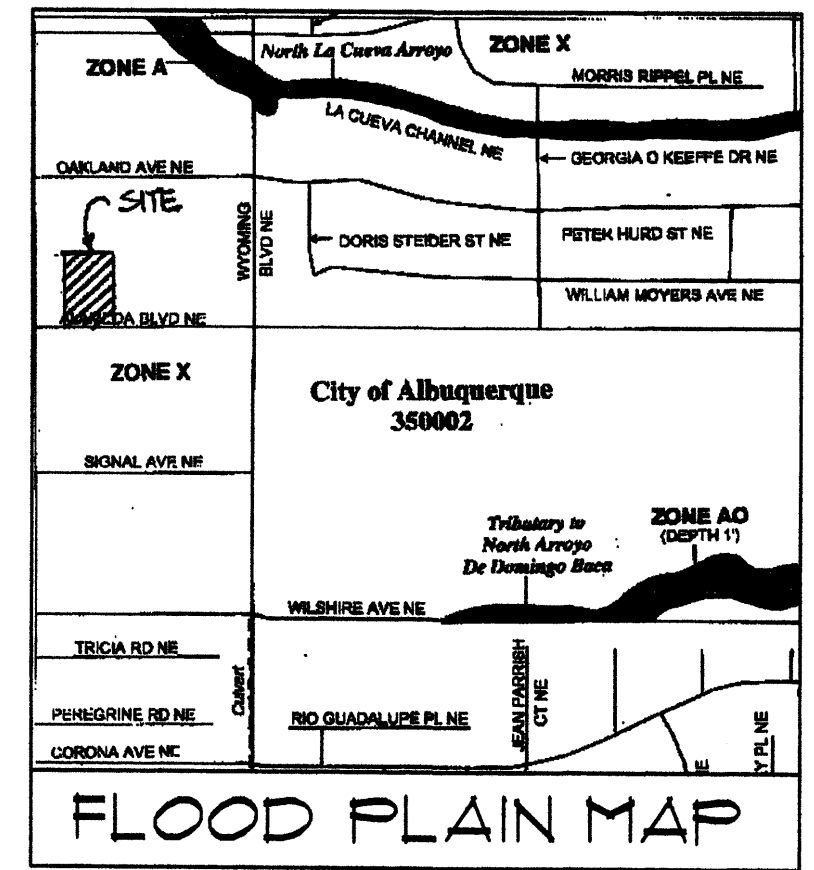 North La Cueva Arroyo
ZONE X
ZONE A
MORRIS RIPPEL PL NE
LA CUEVA CHANNEL NE
GEORGIA O KEEFFE DR NE
OAKLAND AVE NE
SITE
WYOMING
BLVD NE
DORIS STEIDER ST NE
PETER HURD ST NE
WILLIAM MOYERS AVE NE
ALAMEDA BLVD NE
ZONE X
City of Albuquerque
350002
SIGNAL AVE NE
Tributary to
North Arroyo
De Domingo Baca
ZONE AO
(DEPTH 1')
WILSHIRE AVE NE
TRICIA RD NE
Culvert
JEAN PARRISH
CT NE
PEREGRINE RD NE
RIO GUADALUPE PL NE
CORONA AVE NE
IE
Y PL NE
FLOOD PLAIN MAP